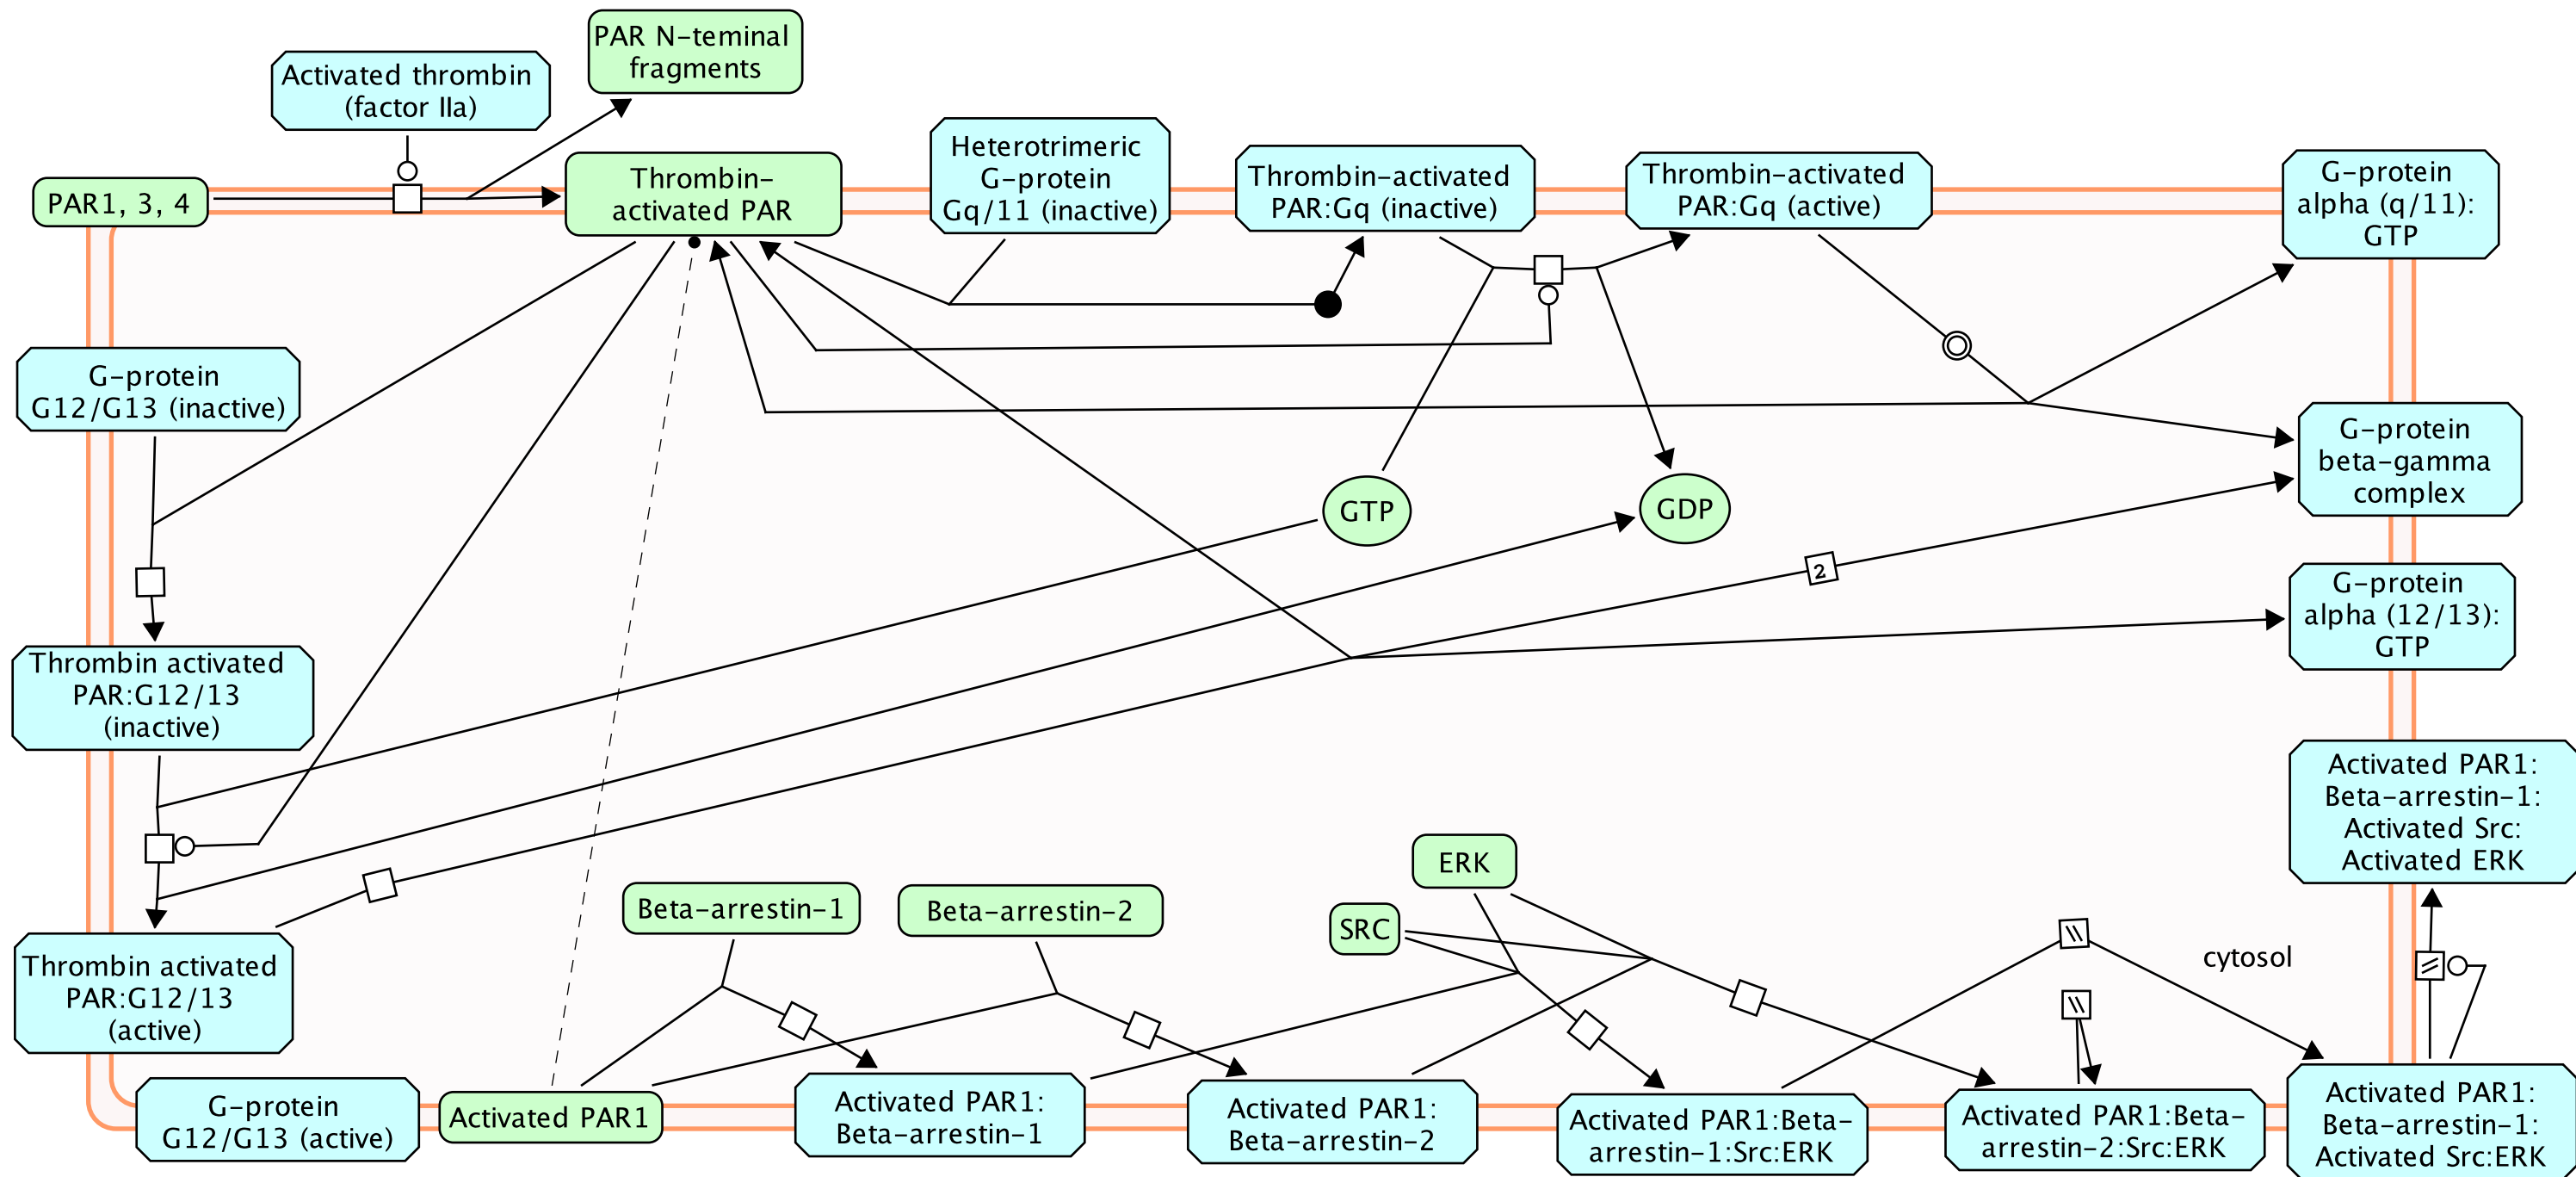 PAR N-teminal
fragments
Activated thrombin
(factor IIa)
PAR1, 3, 4
Thrombin-
activated PAR
Heterotrimeric
G-protein
Gq/11 (inactive)
Thrombin-activated
PAR:Gq (inactive)
Thrombin-activated
PAR:Gq (active)
G-protein
alpha (q/11):
GTP
G-protein
G12/G13 (inactive)
GTP
GDP
G-protein
beta-gamma
complex
2
G-protein
alpha (12/13):
GTP
Thrombin activated
PAR:G12/13
(inactive)
Activated PAR1:
Beta-arrestin-1:
Activated Src:
Activated ERK
ERK
Beta-arrestin-1
Beta-arrestin-2
SRC
cytosol
Thrombin activated
PAR:G12/13
(active)
G-protein
G12/G13 (active)
Activated PAR1
Activated PAR1:
Beta-arrestin-1
Activated PAR1:
Beta-arrestin-2
Activated PAR1:Beta-
arrestin-1:Src:ERK
Activated PAR1:Beta-
arrestin-2:Src:ERK
Activated PAR1:
Beta-arrestin-1:
Activated Src:ERK